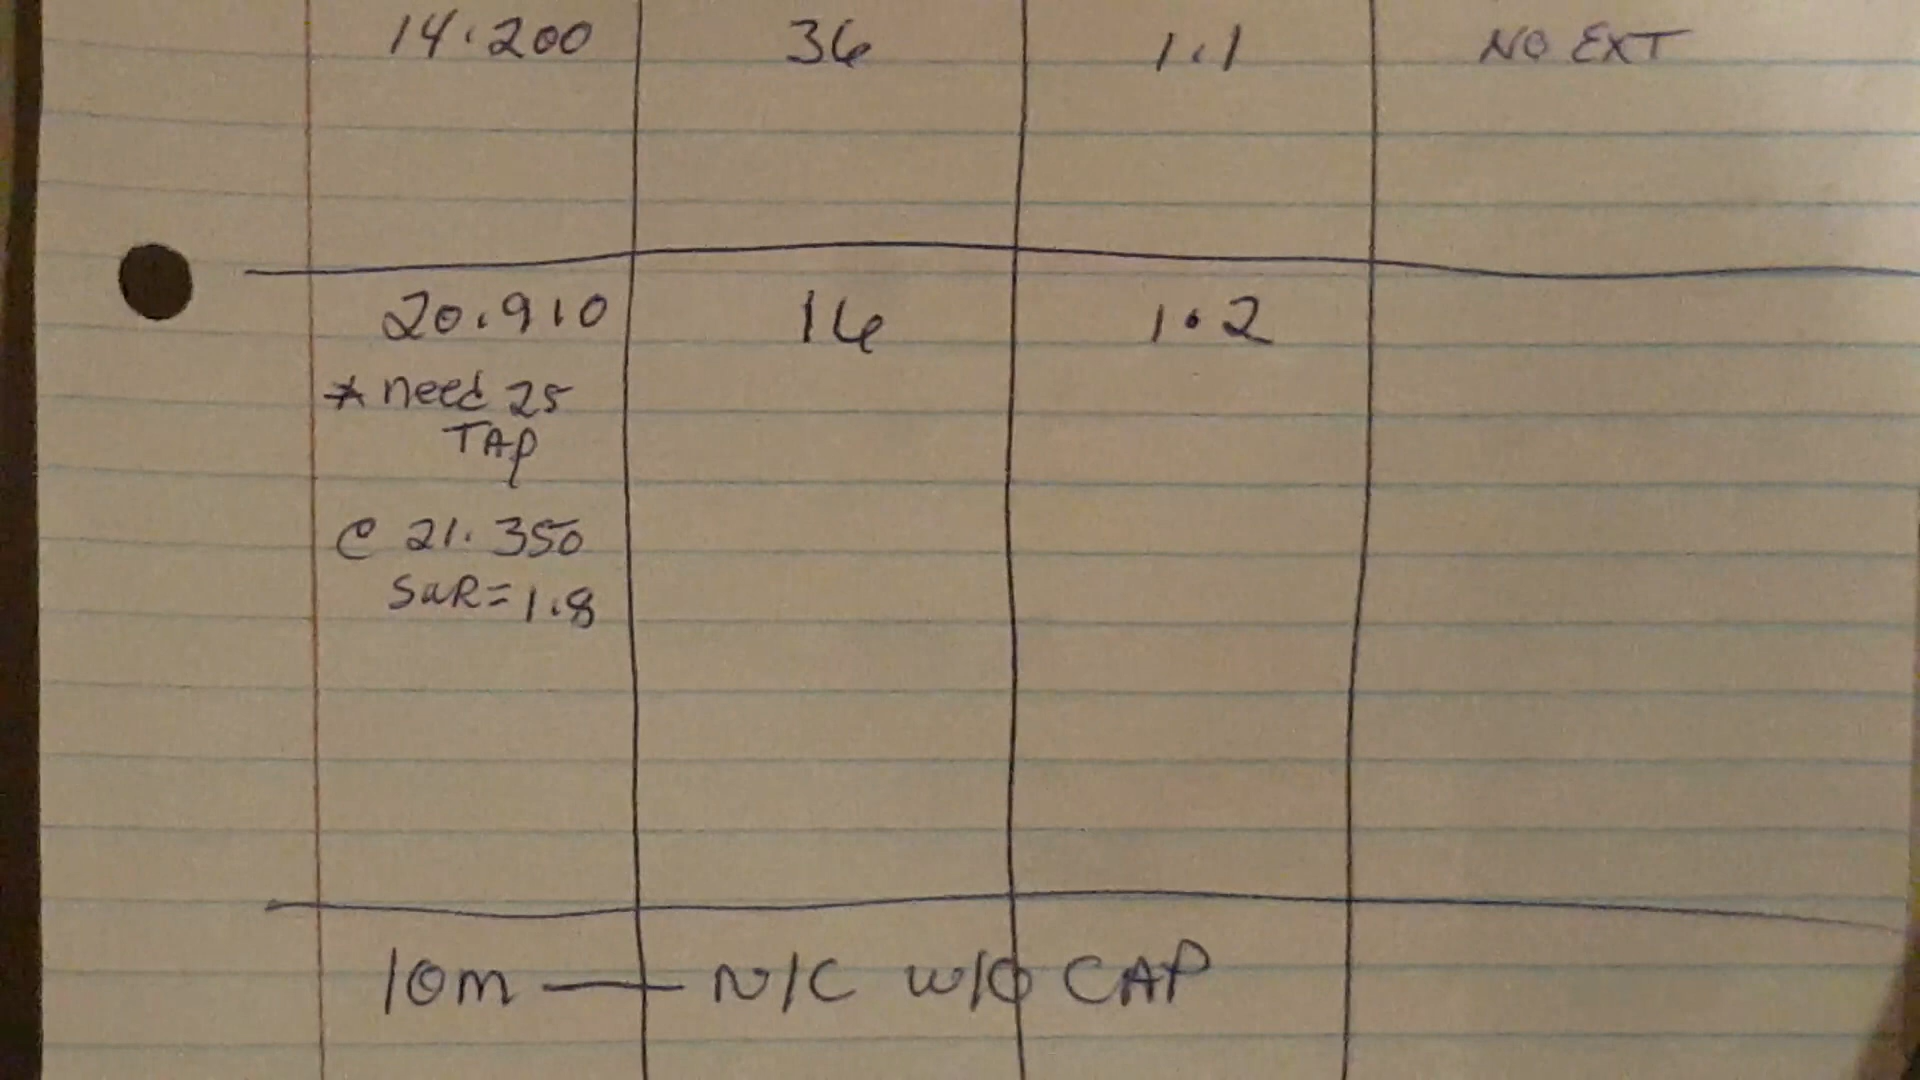 14.200 36 1.1 NO EXT
20.910 16 1.2
* need 25
TAP
@ 21.350
SWR=1.8
10m — N/C W/O CAP